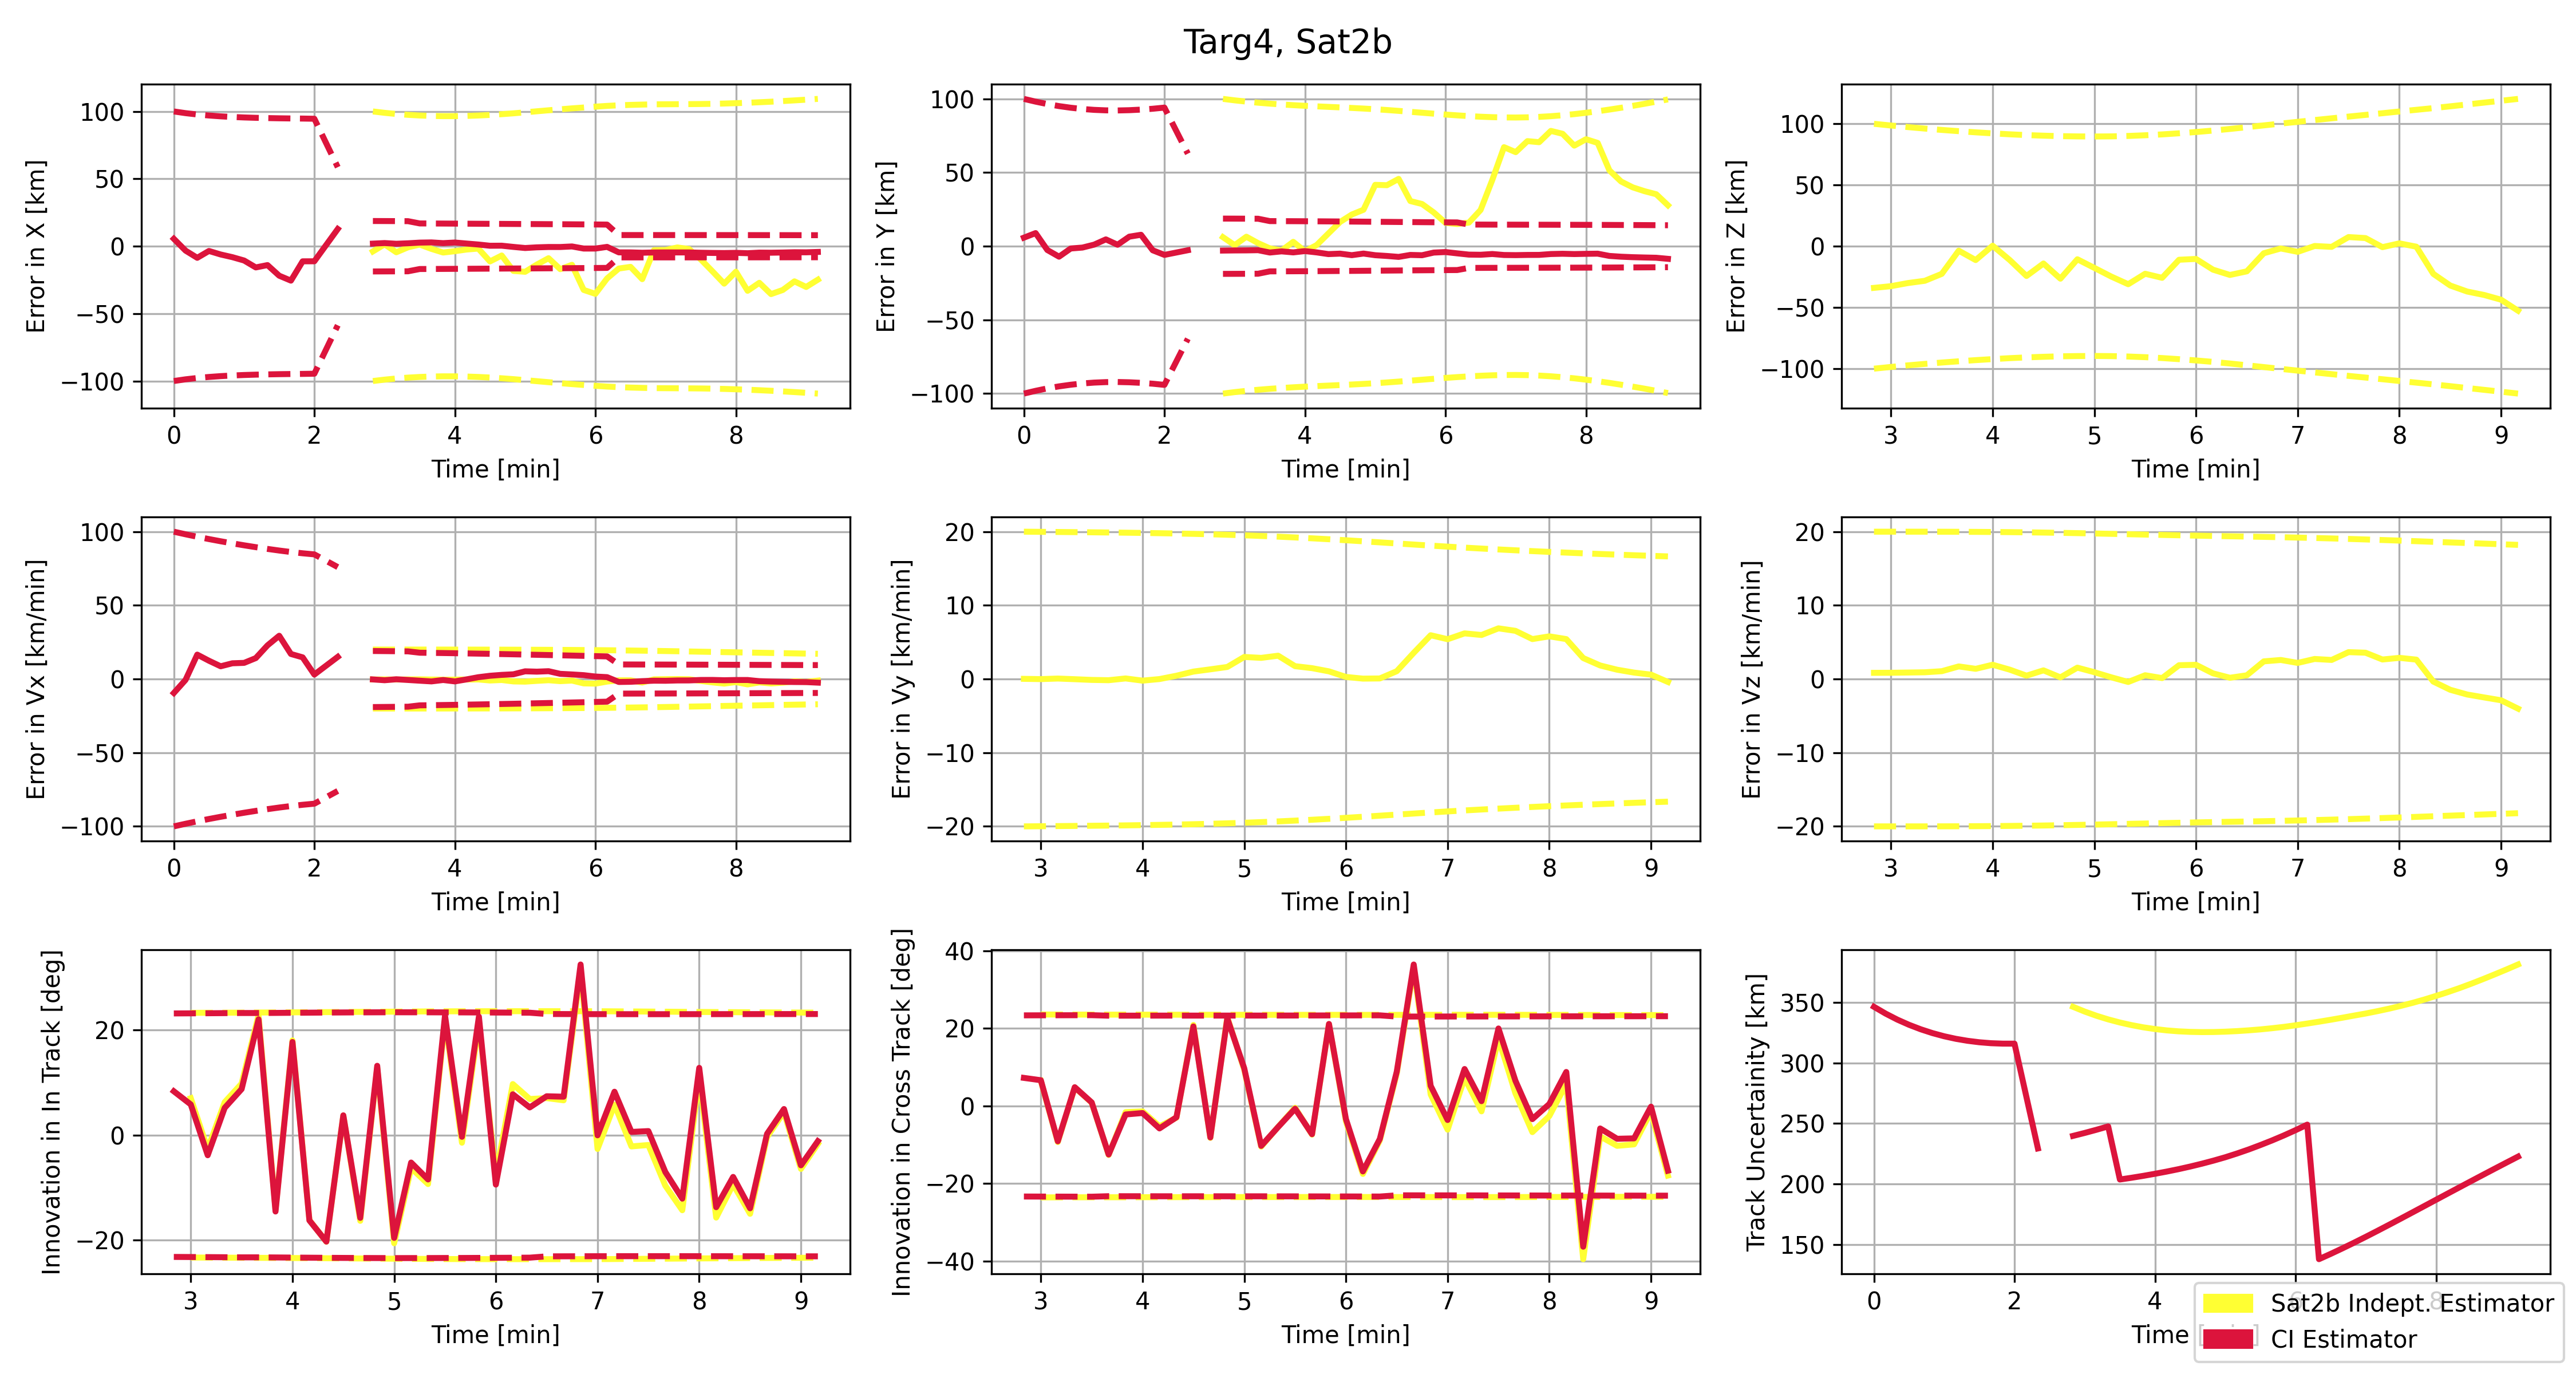 Targ4, Sat2b
Error in X [km]
100
50
0
−50
−100
0 2 4 6 8
Time [min]
Error in Y [km]
100
50
0
−50
−100
0 2 4 6 8
Time [min]
Error in Z [km]
100
50
0
−50
−100
3 4 5 6 7 8 9
Time [min]
Error in Vx [km/min]
100
50
0
−50
−100
0 2 4 6 8
Time [min]
Error in Vy [km/min]
20
10
0
−10
−20
3 4 5 6 7 8 9
Time [min]
Error in Vz [km/min]
20
10
0
−10
−20
3 4 5 6 7 8 9
Time [min]
Innovation in In Track [deg]
20
0
−20
3 4 5 6 7 8 9
Time [min]
Innovation in Cross Track [deg]
40
20
0
−20
−40
3 4 5 6 7 8 9
Time [min]
Track Uncertainity [km]
350
300
250
200
150
0 2 4 6 8
Time
Sat2b Indept. Estimator
CI Estimator